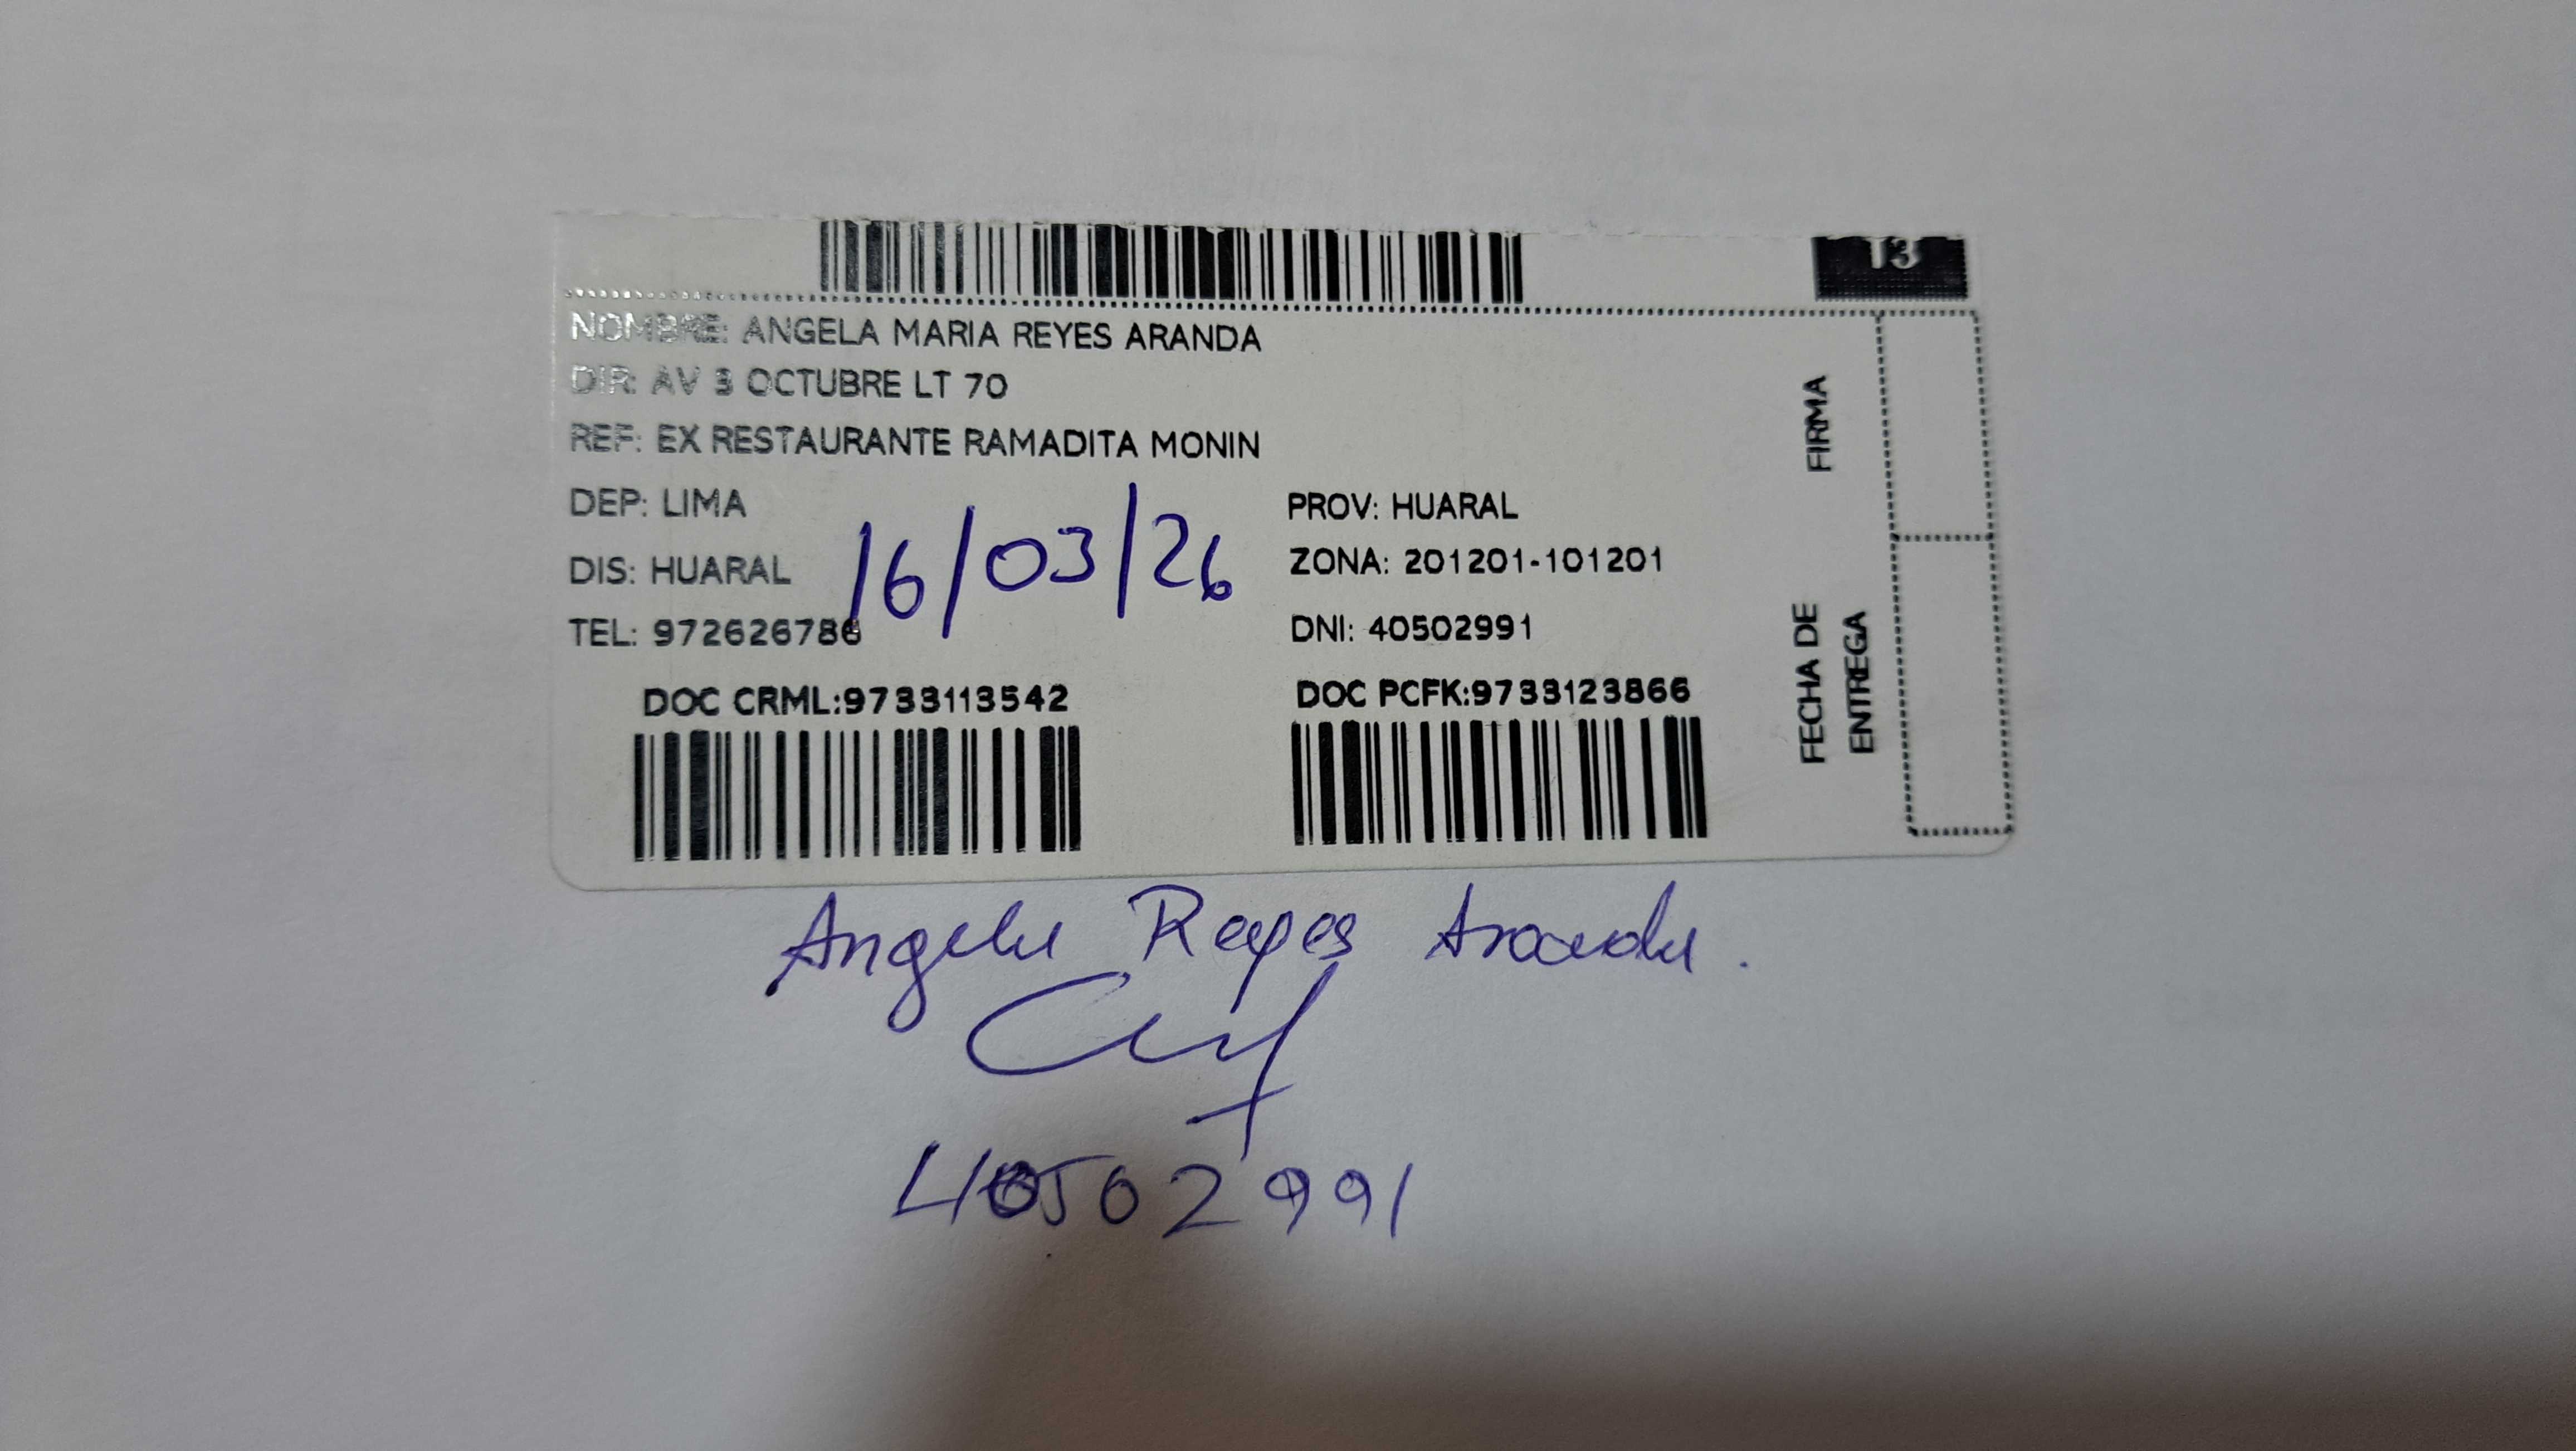 13
NOMBRE: ANGELA MARIA REYES ARANDA
DIR: AV 3 OCTUBRE LT 70
REF: EX RESTAURANTE RAMADITA MONIN
DEP: LIMA
PROV: HUARAL
DIS: HUARAL
ZONA: 201201-101201
TEL: 972626786
DNI: 40502991
16/03/26
DOC CRML:9733113542
DOC PCFK:9733123866
FIRMA
FECHA DE
ENTREGA
Angela Reyes Aranda.
40502991